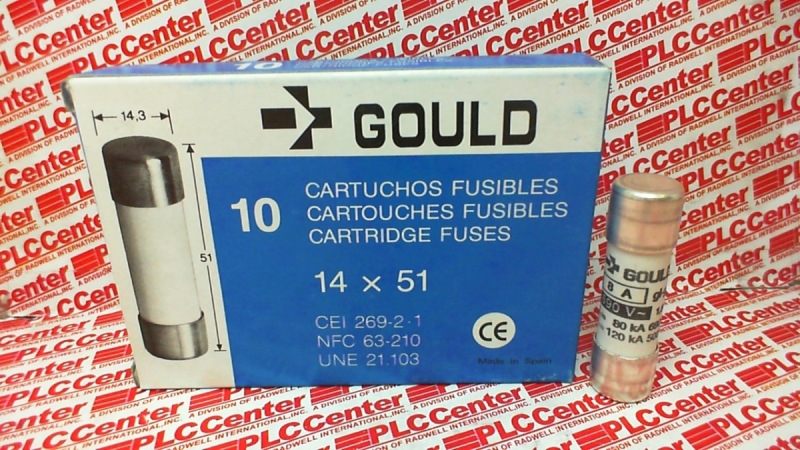 10
GOULD
14,3
51
10
CARTUCHOS FUSIBLES
CARTOUCHES FUSIBLES
CARTRIDGE FUSES
14 x 51
CEI 269-2-1
NFC 63-210
UNE 21.103
CE
Made in Spain
GOULD
8 A
V~
80 kA
120 kA
PLCCenter
A DIVISION OF RADWELL INTERNATIONAL, INC.